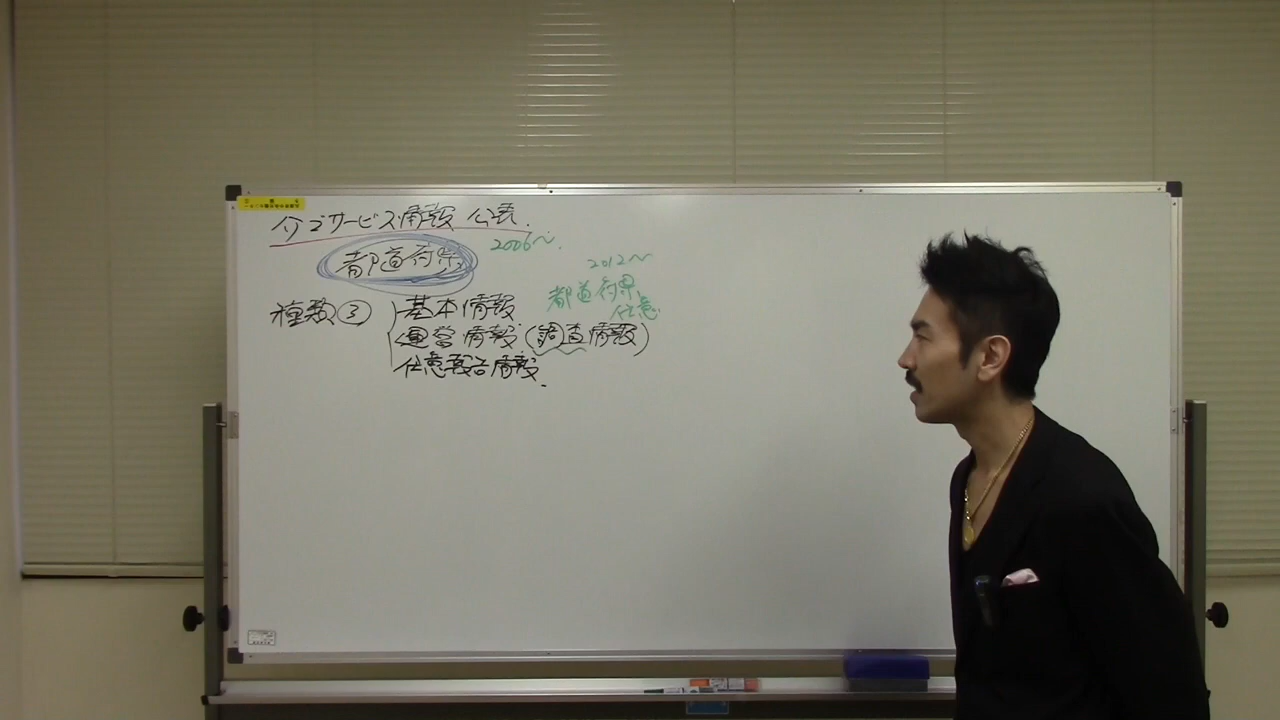 介ゴサービス情報 公表.
2006〜.
都道府県
2012〜
都道府県
任意.
種類③
基本情報
運営情報(調査情報)
任意報告情報.